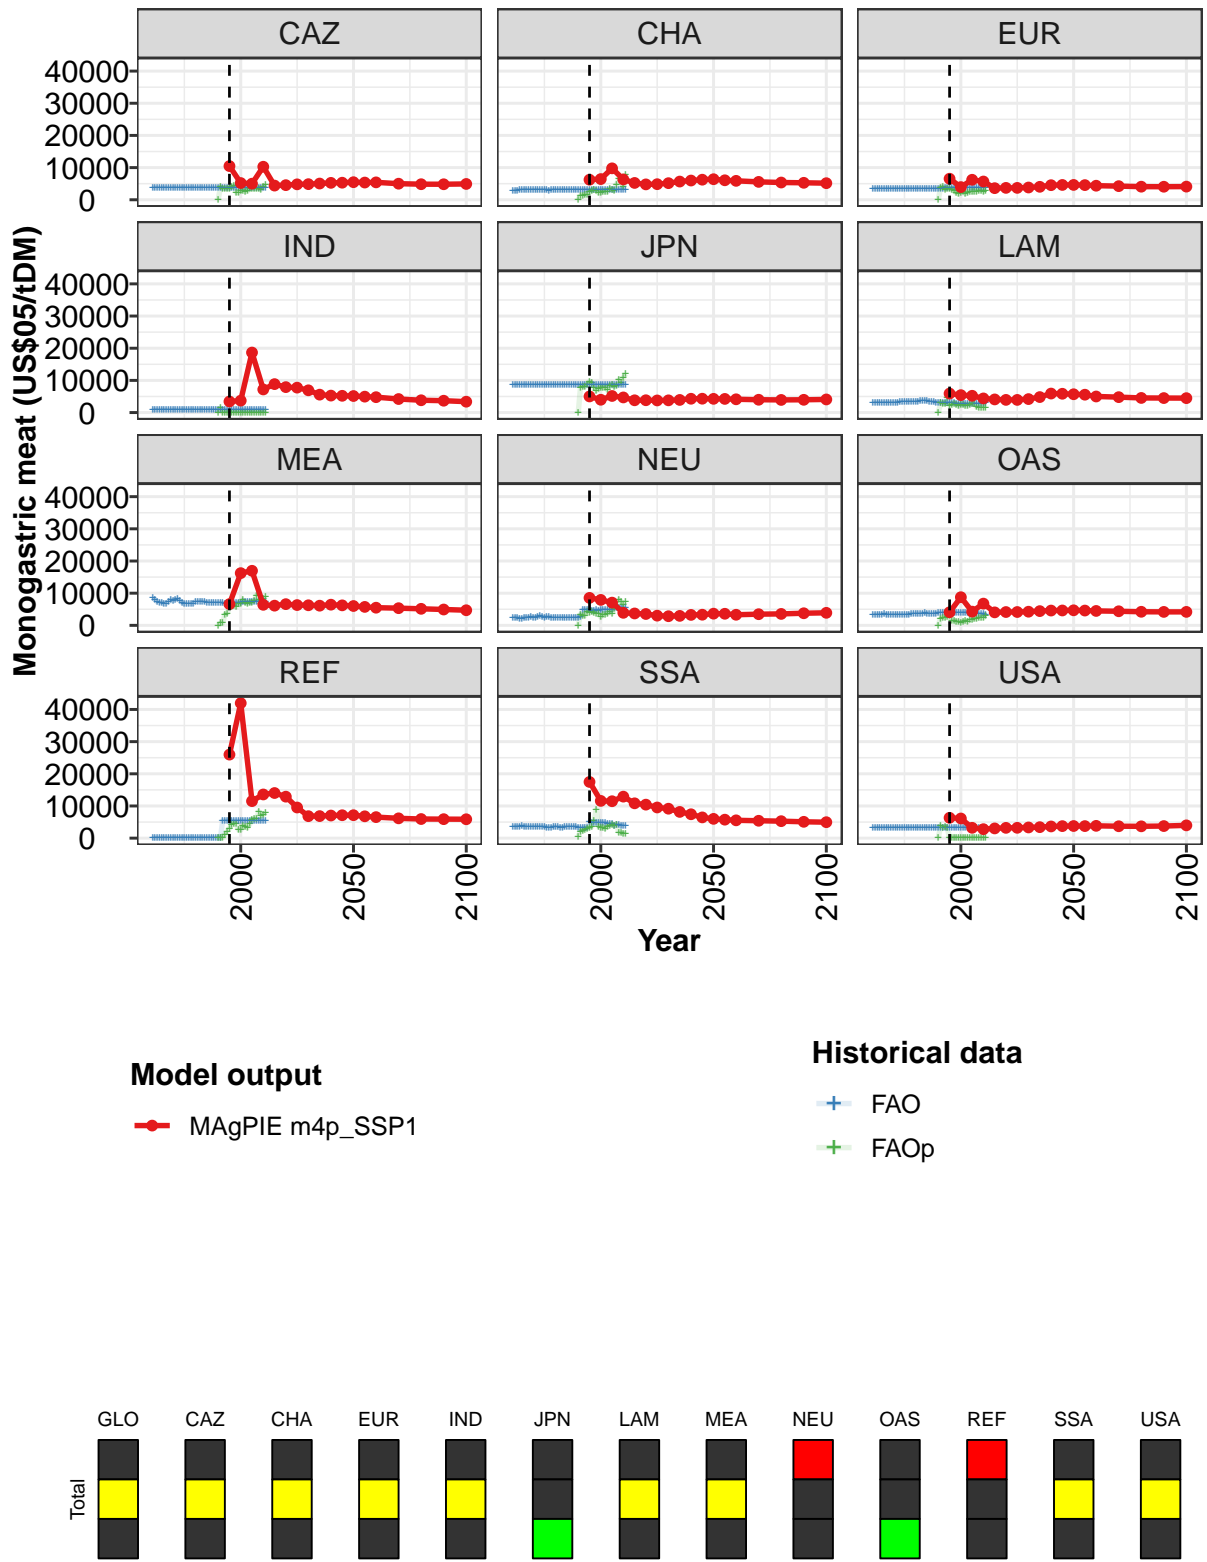 CAZ CHA EUR
40000
30000
20000
10000
0
IND JPN LAM
40000
30000
20000
10000
0
MEA NEU OAS
40000
30000
20000
10000
0
REF SSA USA
40000
30000
20000
10000
0
Monogastric meat (US$05/tDM)
2000 2050 2100 2000 2050 2100 2000 2050 2100
Year
Model output
MAgPIE m4p_SSP1
Historical data
FAO
FAOp
GLO CAZ CHA EUR IND JPN LAM MEA NEU OAS REF SSA USA
Total